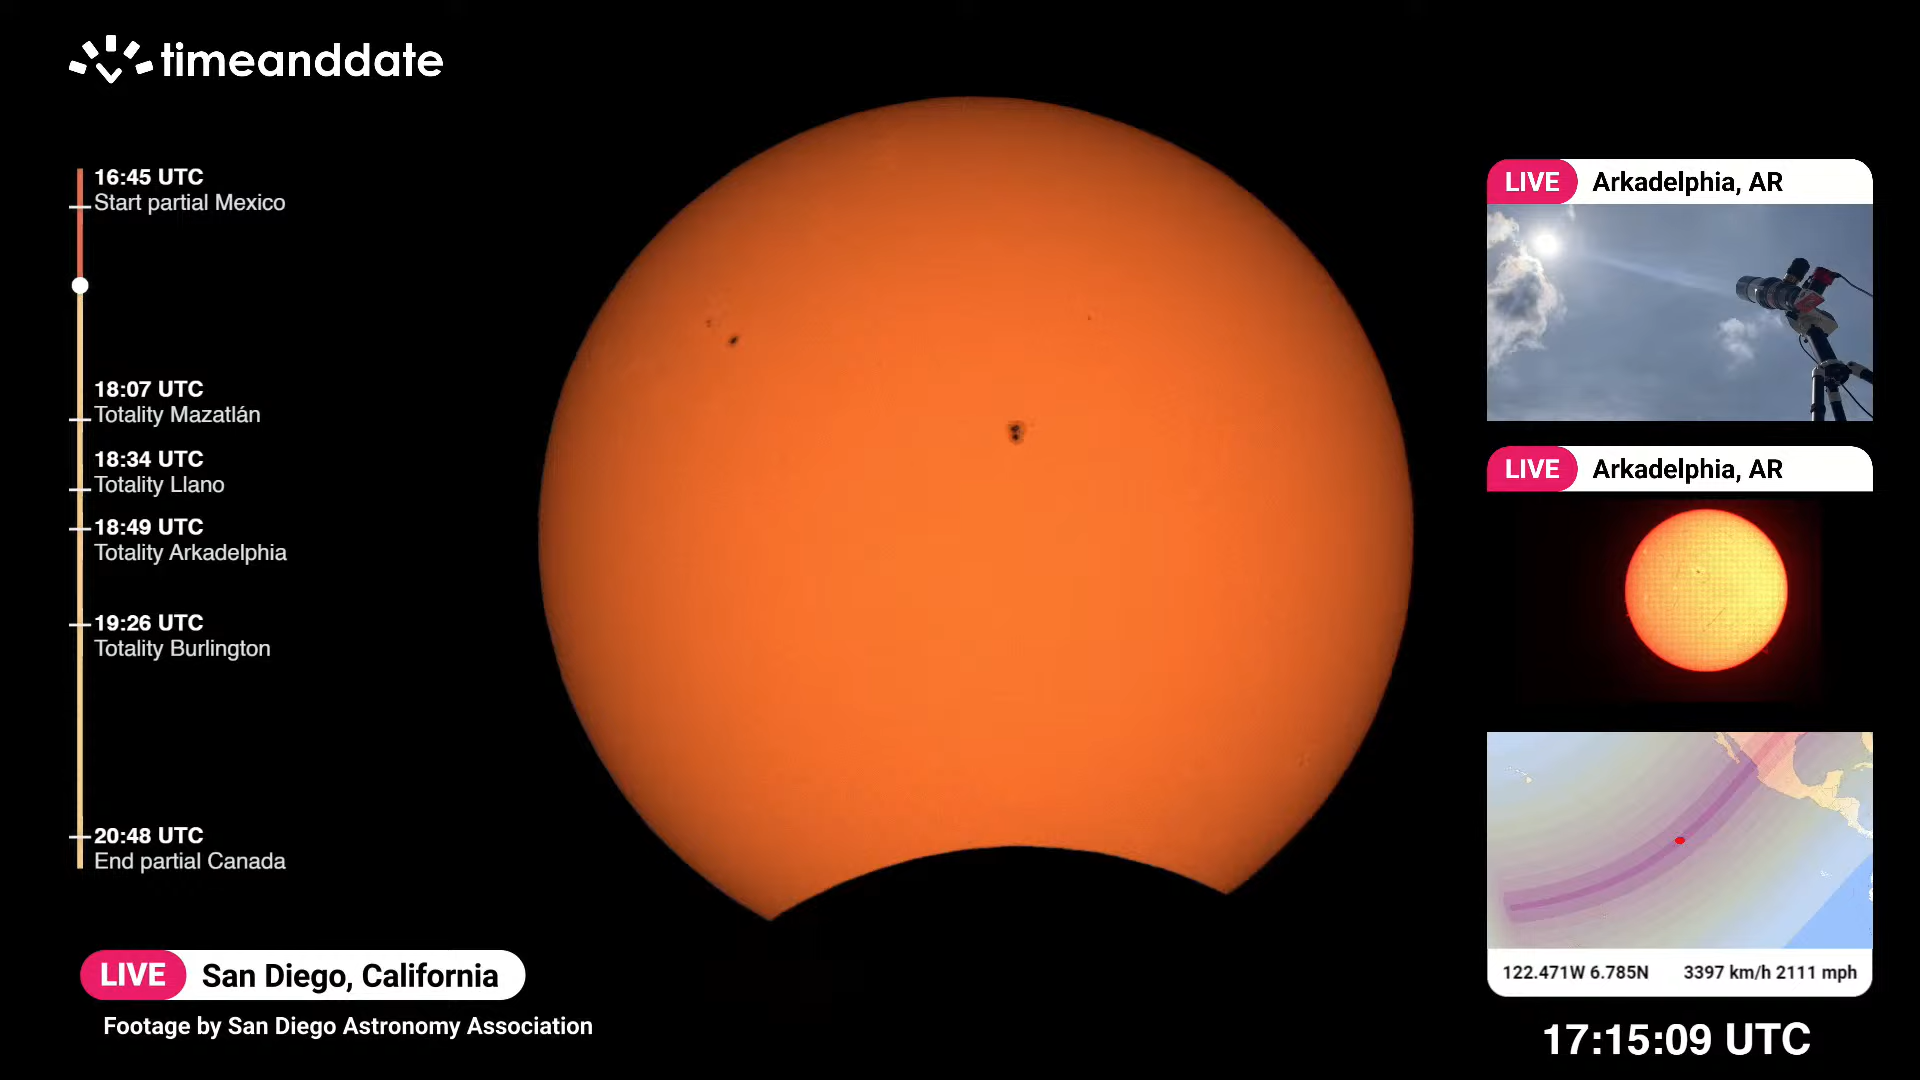 timeanddate
16:45 UTC
Start partial Mexico
18:07 UTC
Totality Mazatlán
18:34 UTC
Totality Llano
18:49 UTC
Totality Arkadelphia
19:26 UTC
Totality Burlington
20:48 UTC
End partial Canada
LIVE San Diego, California
Footage by San Diego Astronomy Association
LIVE Arkadelphia, AR
LIVE Arkadelphia, AR
122.471W 6.785N 3397 km/h 2111 mph
17:15:09 UTC